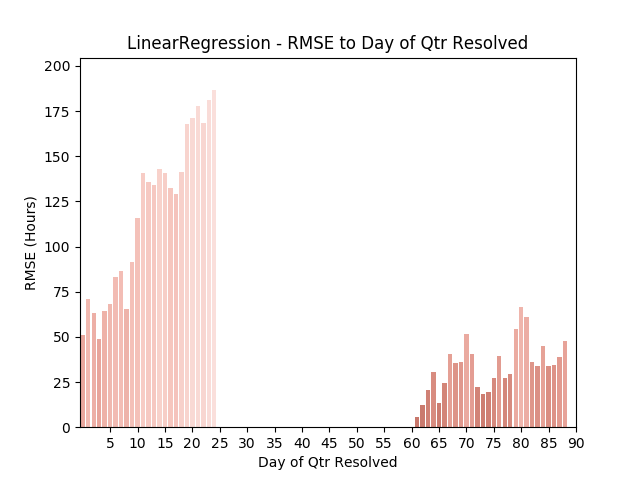 LinearRegression - RMSE to Day of Qtr Resolved
200
175
150
125
100
75
50
25
0
RMSE (Hours)
5 10 15 20 25 30 35 40 45 50 55 60 65 70 75 80 85 90
Day of Qtr Resolved